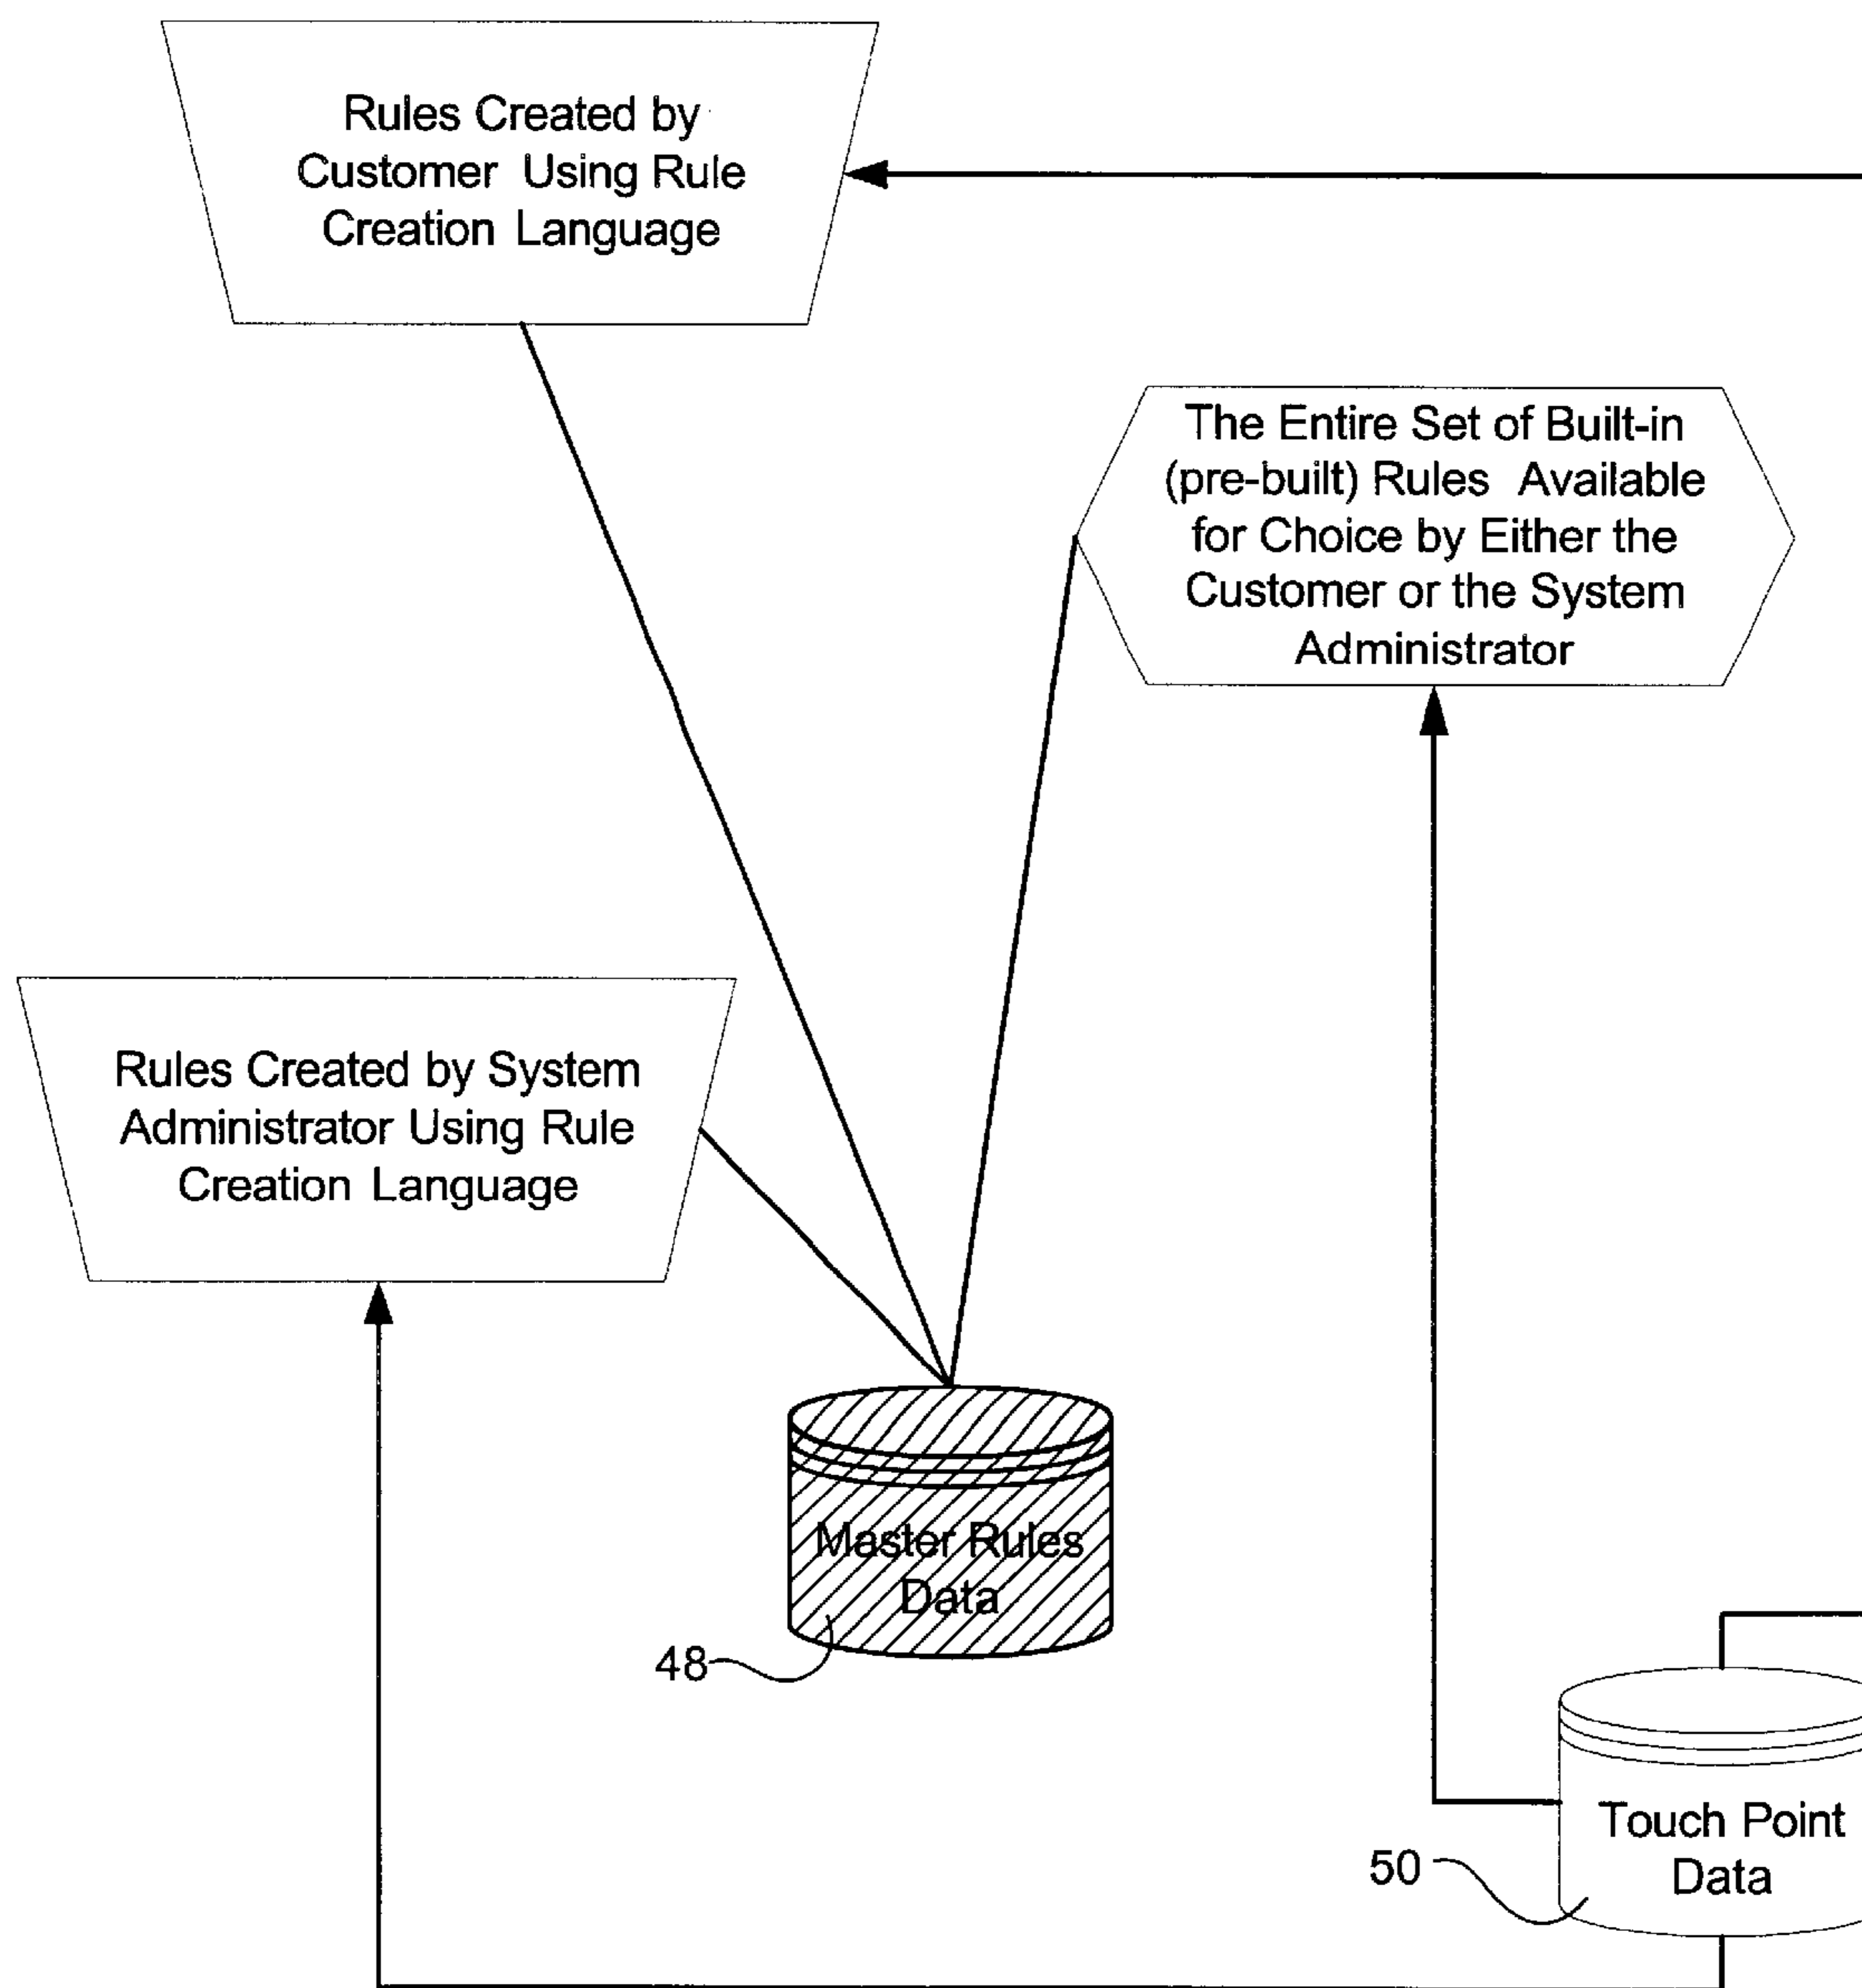 Rules Created by
Customer Using Rule
Creation Language
The Entire Set of Built-in
(pre-built) Rules Available
for Choice by Either the
Customer or the System
Administrator
Rules Created by System
Administrator Using Rule
Creation Language
Master Rules
Data
48
Touch Point
Data
50